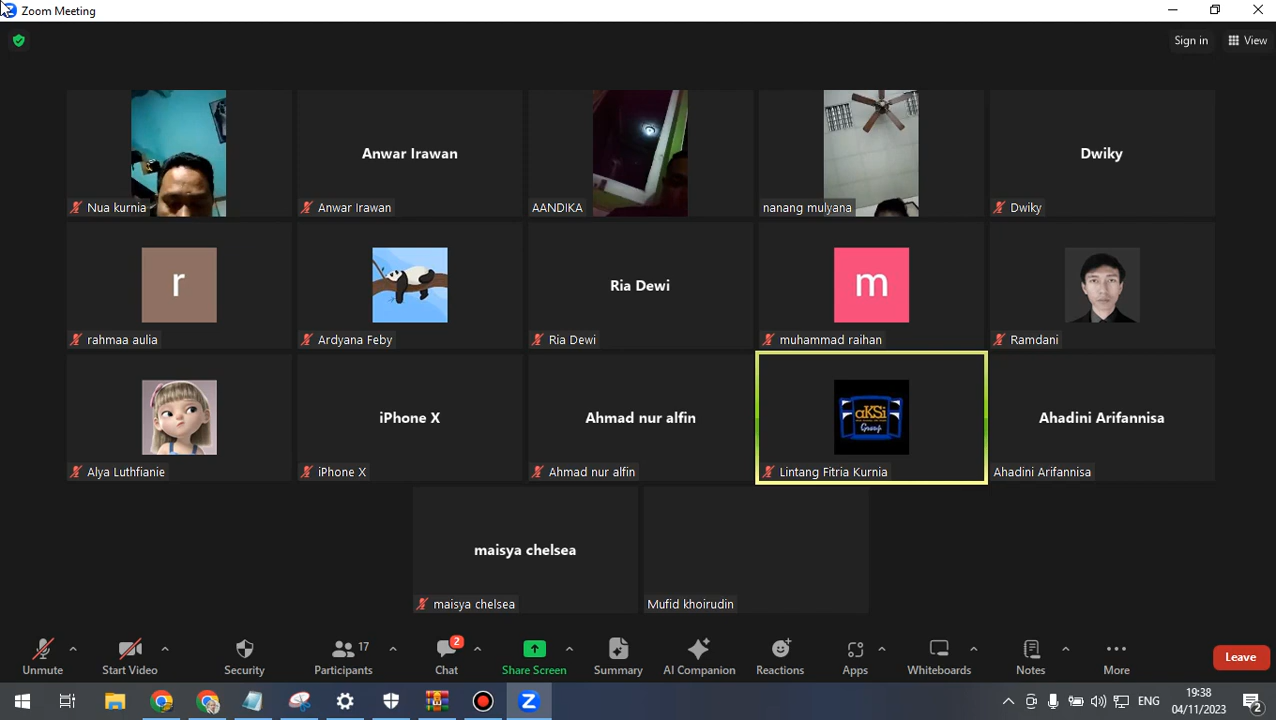 Zoom Meeting
Sign in
View
Nua kurnia
Anwar Irawan
Anwar Irawan
AANDIKA
nanang mulyana
Dwiky
Dwiky
r
rahmaa aulia
Ardyana Feby
Ria Dewi
Ria Dewi
m
muhammad raihan
Ramdani
Alya Luthfianie
iPhone X
iPhone X
Ahmad nur alfin
Ahmad nur alfin
aKSi
Group
Lintang Fitria Kurnia
Ahadini Arifannisa
Ahadini Arifannisa
maisya chelsea
maisya chelsea
Mufid khoirudin
Unmute
Start Video
Security
17
Participants
2
Chat
Share Screen
Summary
AI Companion
Reactions
Apps
Whiteboards
Notes
More
Leave
ENG
19:38
04/11/2023
2